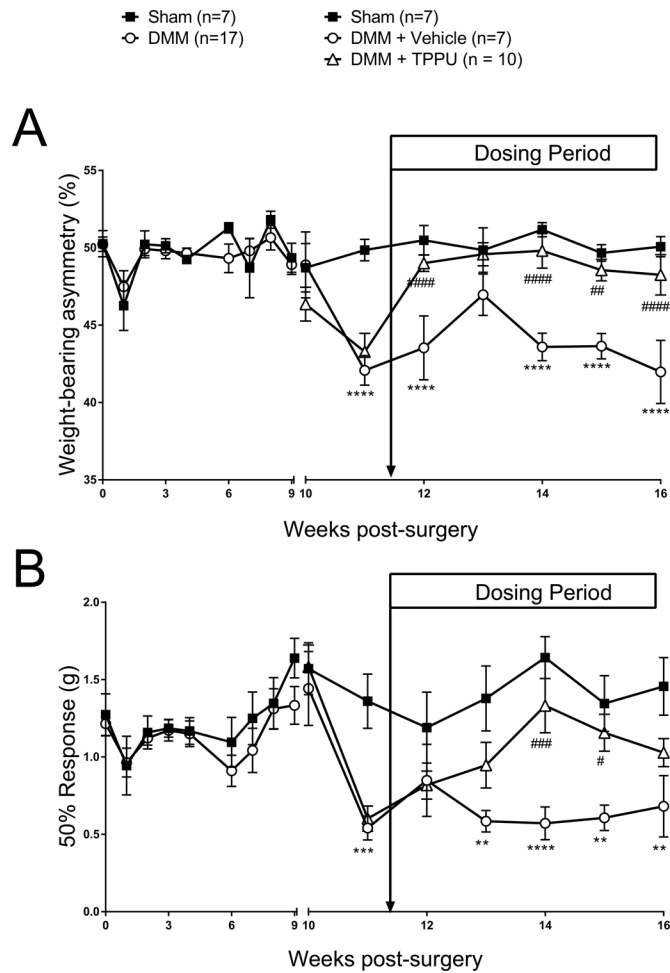 Sham (n=7)
DMM (n=17)
Sham (n=7)
DMM + Vehicle (n=7)
DMM + TPPU (n = 10)
A
Dosing Period
Weight-bearing asymmetry (%)
55
50
45
40
35
####
####
##
####
****
****
****
****
****
0 3 6 9 10 12 14 16
Weeks post-surgery
B
Dosing Period
50% Response (g)
2.0
1.5
1.0
0.5
0.0
###
#
***
**
****
**
**
0 3 6 9 10 12 14 16
Weeks post-surgery